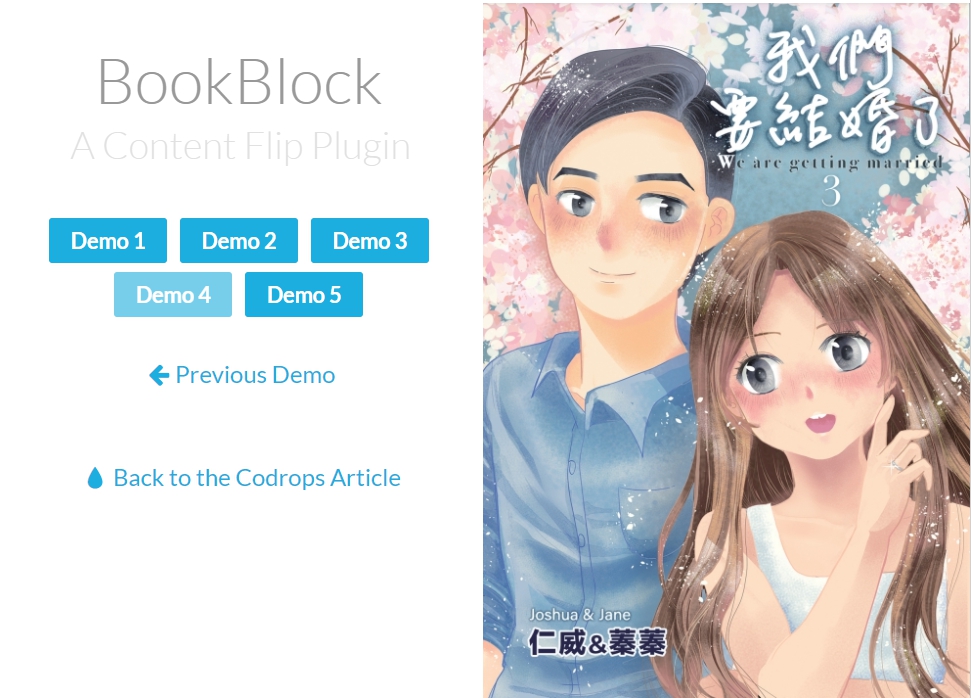 BookBlock
A Content Flip Plugin
Demo 1 Demo 2 Demo 3
Demo 4 Demo 5
Previous Demo
Back to the Codrops Article
我們
要結婚了
We are getting married
3
Joshua & Jane
仁威&蓁蓁